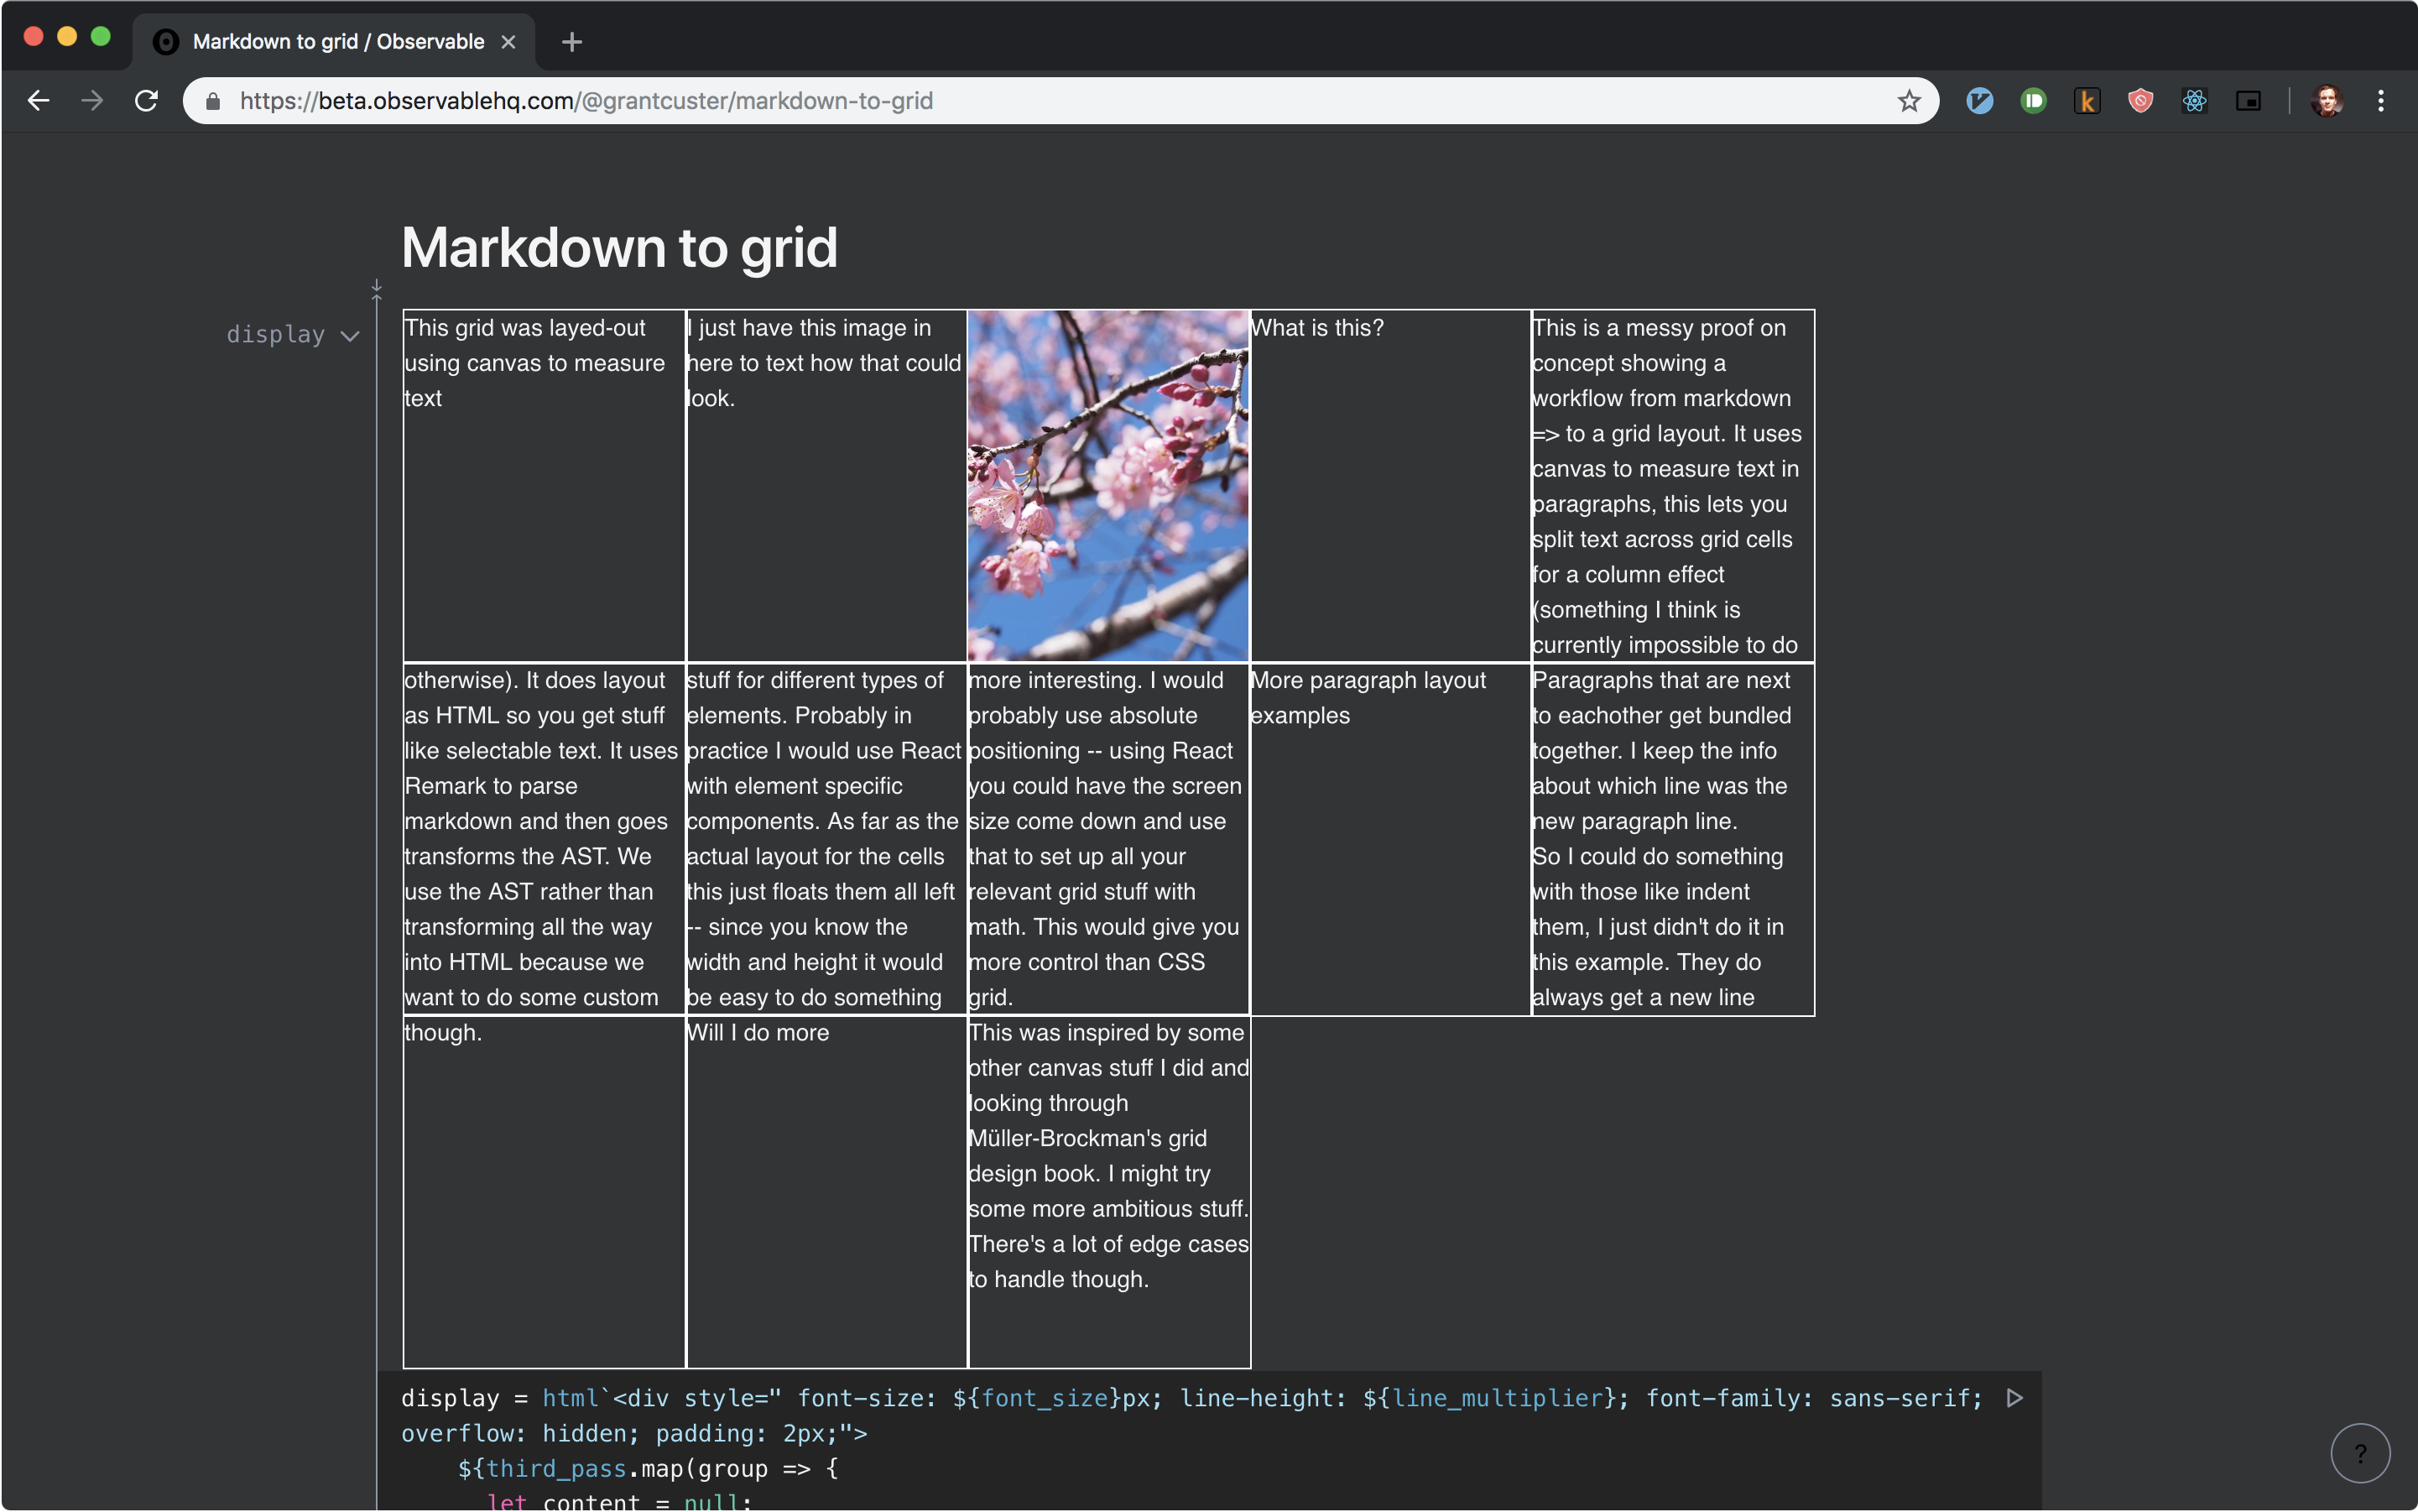 Markdown to grid / Observable
https://beta.observablehq.com/@grantcuster/markdown-to-grid
Markdown to grid
display
This grid was layed-out
using canvas to measure
text
I just have this image in
here to text how that could
look.
What is this?
This is a messy proof on
concept showing a
workflow from markdown
=> to a grid layout. It uses
canvas to measure text in
paragraphs, this lets you
split text across grid cells
for a column effect
(something I think is
currently impossible to do
otherwise). It does layout
as HTML so you get stuff
like selectable text. It uses
Remark to parse
markdown and then goes
transforms the AST. We
use the AST rather than
transforming all the way
into HTML because we
want to do some custom
stuff for different types of
elements. Probably in
practice I would use React
with element specific
components. As far as the
actual layout for the cells
this just floats them all left
-- since you know the
width and height it would
be easy to do something
more interesting. I would
probably use absolute
positioning -- using React
you could have the screen
size come down and use
that to set up all your
relevant grid stuff with
math. This would give you
more control than CSS
grid.
More paragraph layout
examples
Paragraphs that are next
to eachother get bundled
together. I keep the info
about which line was the
new paragraph line.
So I could do something
with those like indent
them, I just didn't do it in
this example. They do
always get a new line
though.
Will I do more
This was inspired by some
other canvas stuff I did and
looking through
Müller-Brockman's grid
design book. I might try
some more ambitious stuff.
There's a lot of edge cases
to handle though.
display = html`<div style=" font-size: ${font_size}px; line-height: ${line_multiplier}; font-family: sans-serif;
overflow: hidden; padding: 2px;">
${third_pass.map(group => {
let content = null;
?